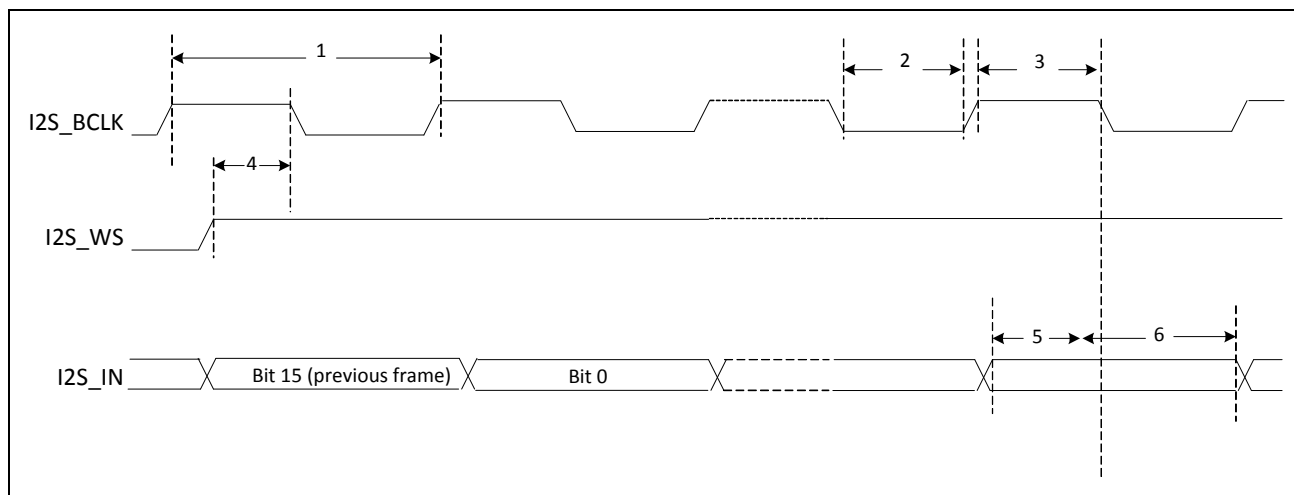 1
2
3
I2S_BCLK
4
I2S_WS
5
6
I2S_IN
Bit 15 (previous frame)
Bit 0